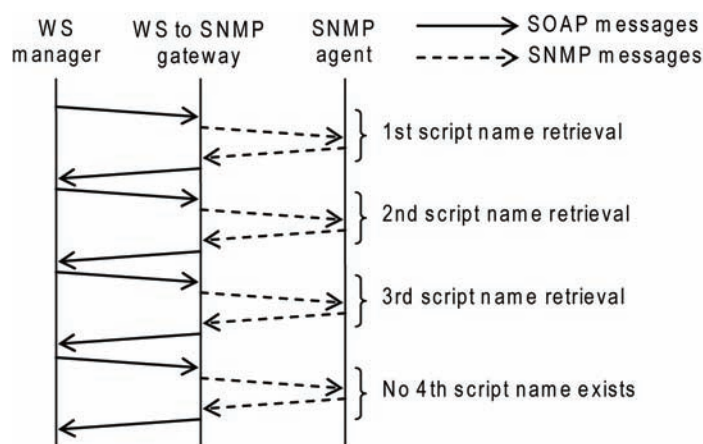 WS
manager
WS to SNMP
gateway
SNMP
agent
SOAP messages
SNMP messages
1st script name retrieval
2nd script name retrieval
3rd script name retrieval
No 4th script name exists